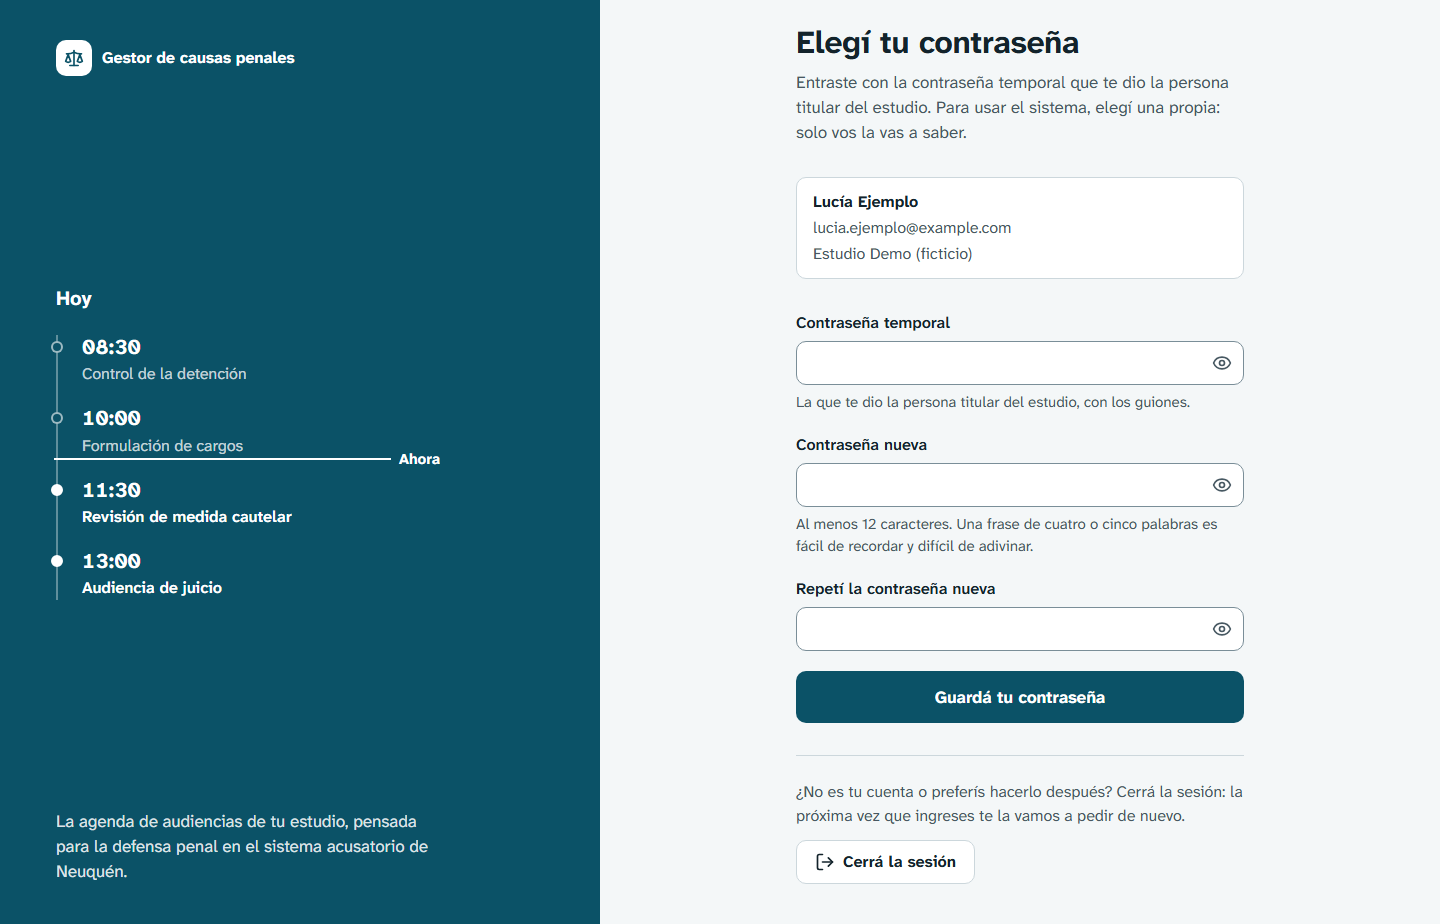 Gestor de causas penales
Hoy
08:30
Control de la detención
10:00
Formulación de cargos
Ahora
11:30
Revisión de medida cautelar
13:00
Audiencia de juicio
La agenda de audiencias de tu estudio, pensada
para la defensa penal en el sistema acusatorio de
Neuquén.
Elegí tu contraseña
Entraste con la contraseña temporal que te dio la persona
titular del estudio. Para usar el sistema, elegí una propia:
solo vos la vas a saber.
Lucía Ejemplo
lucia.ejemplo@example.com
Estudio Demo (ficticio)
Contraseña temporal
La que te dio la persona titular del estudio, con los guiones.
Contraseña nueva
Al menos 12 caracteres. Una frase de cuatro o cinco palabras es
fácil de recordar y difícil de adivinar.
Repetí la contraseña nueva
Guardá tu contraseña
¿No es tu cuenta o preferís hacerlo después? Cerrá la sesión: la
próxima vez que ingreses te la vamos a pedir de nuevo.
Cerrá la sesión